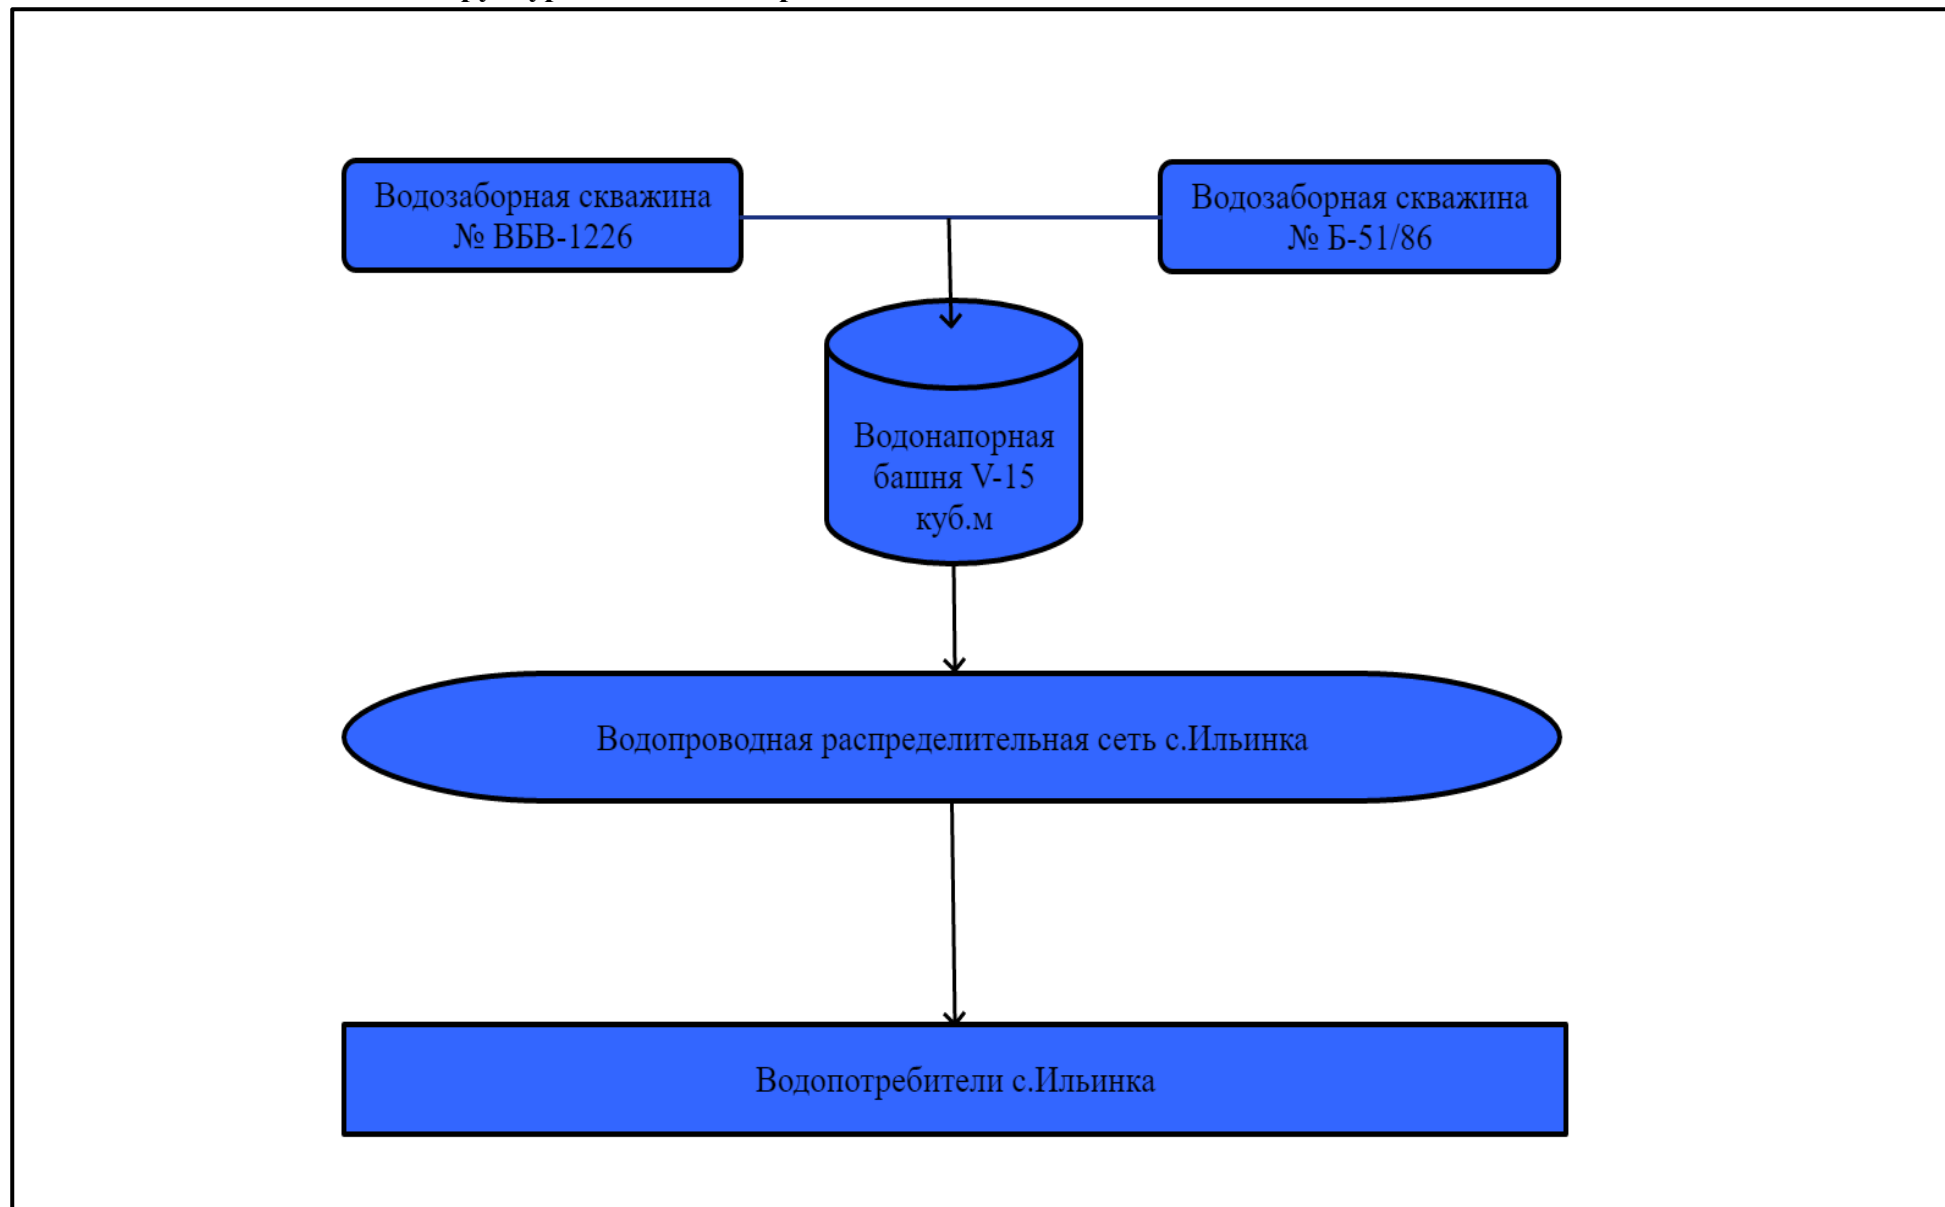 Водозаборная скважина
№ ВБВ-1226
Водозаборная скважина
№ Б-51/86
Водонапорная
башня V-15
куб.м
Водопроводная распределительная сеть с.Ильинка
Водопотребители с.Ильинка